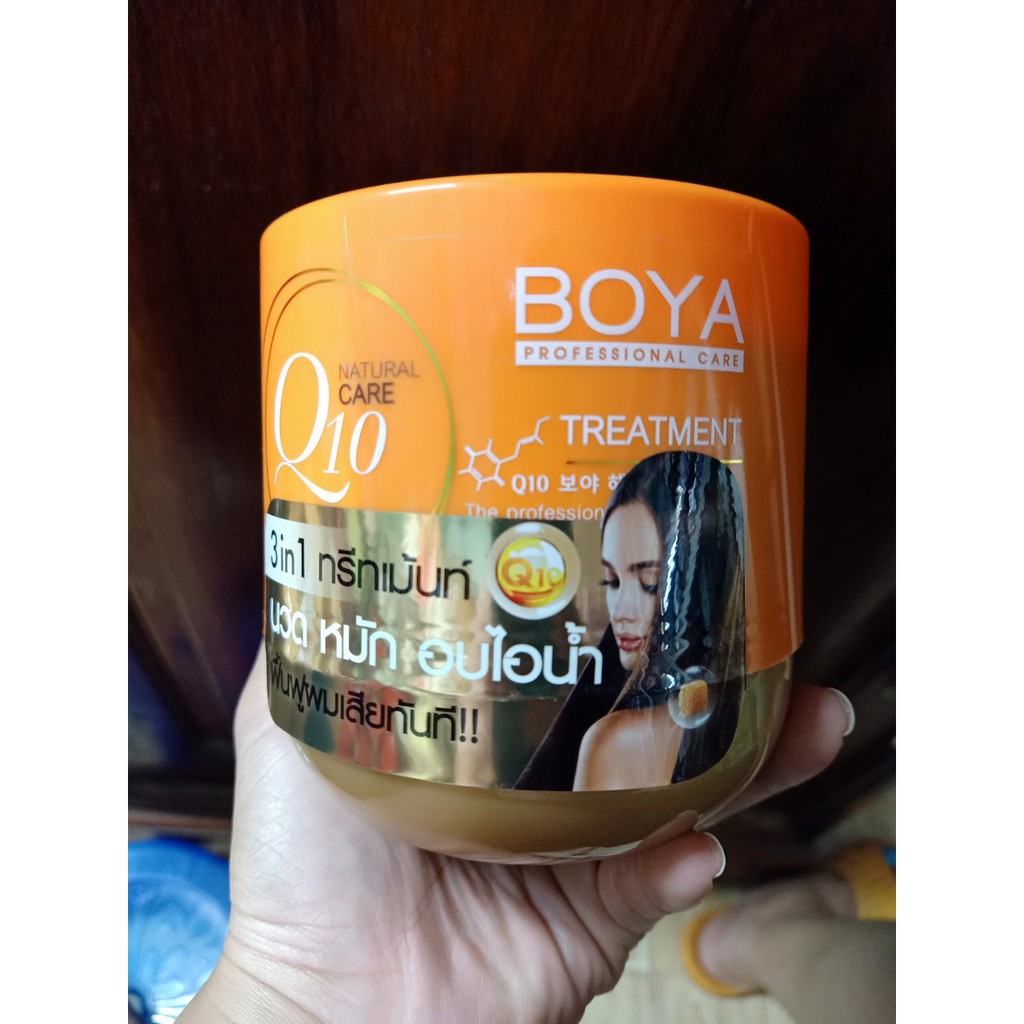 BOYA
PROFESSIONAL CARE
NATURAL
CARE
Q10
TREATMENT
Q10 보야
The profession
3in1 ทรีทเม้นท์
Q10
นวด หมัก อบไอน้ำ
ฟื้นฟูผมเสียทันที!!